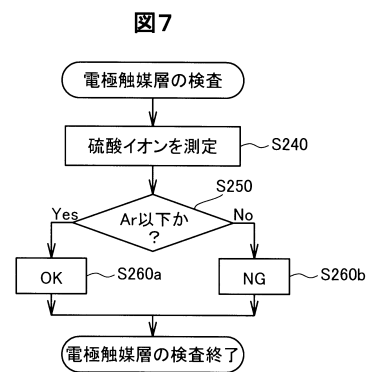 図7
電極触媒層の検査
硫酸イオンを測定
S240
S250
Ar以下か
?
Yes
No
OK
S260a
NG
S260b
電極触媒層の検査終了